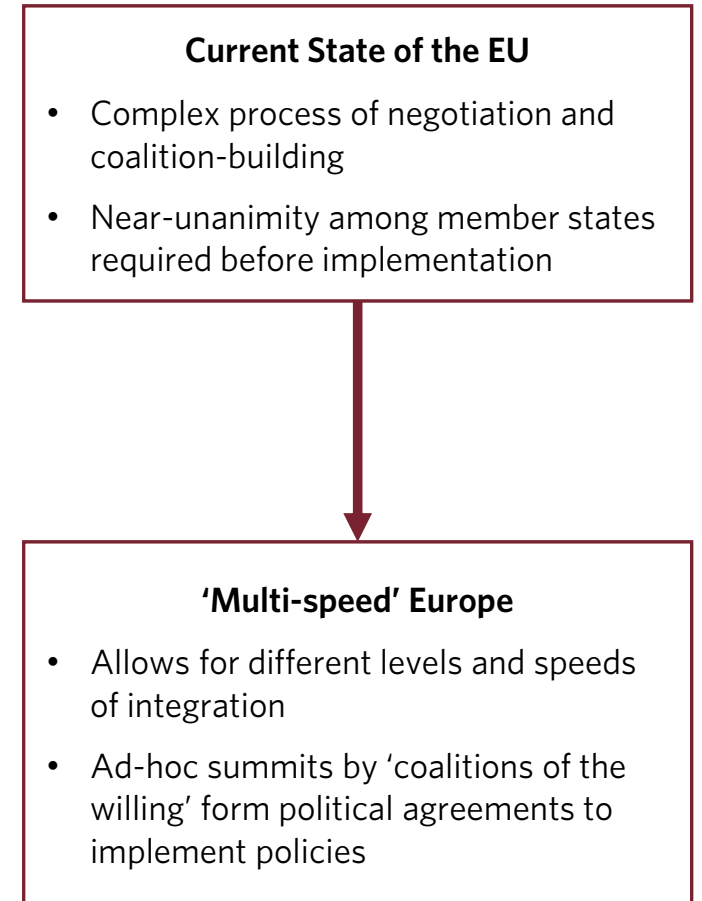 Current State of the EU
• Complex process of negotiation and
coalition-building
• Near-unanimity among member states
required before implementation
‘Multi-speed’ Europe
• Allows for different levels and speeds
of integration
• Ad-hoc summits by ‘coalitions of the
willing’ form political agreements to
implement policies